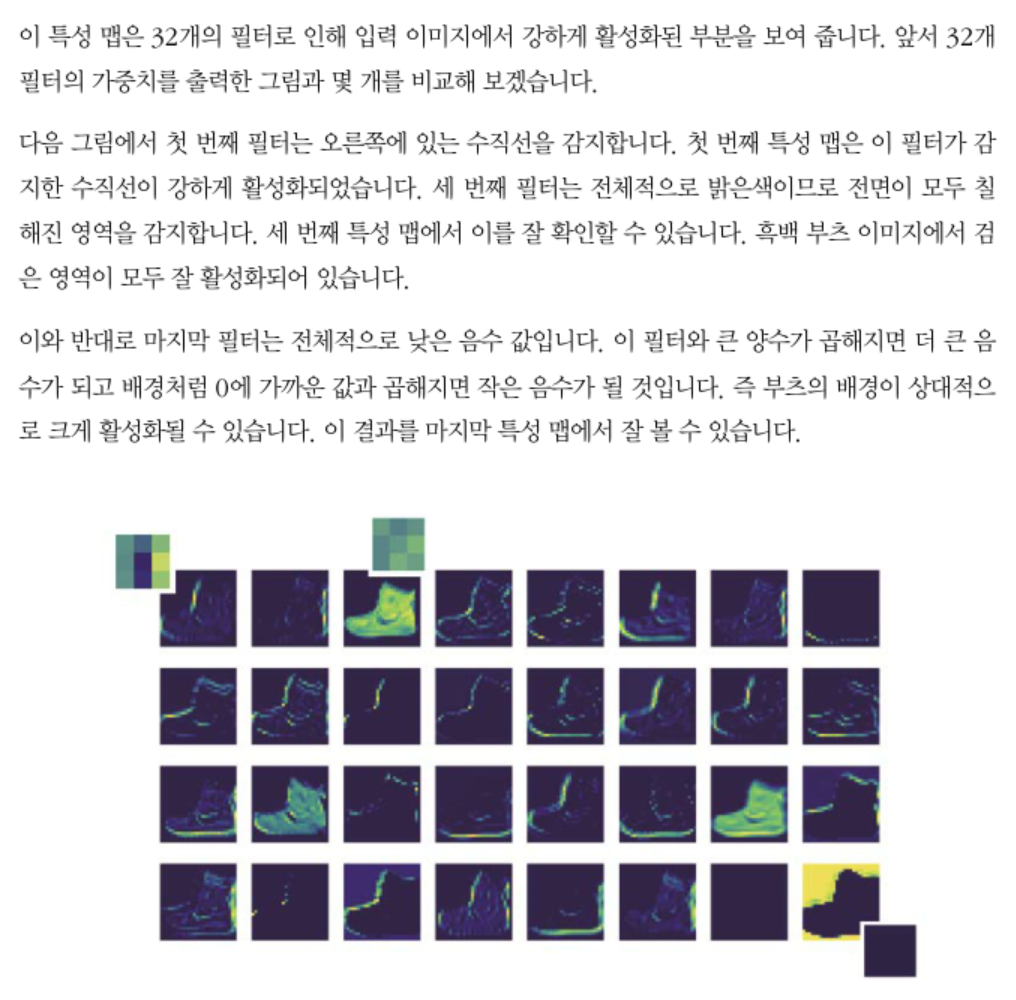 이 특성 맵은 32개의 필터로 인해 입력 이미지에서 강하게 활성화된 부분을 보여 줍니다. 앞서 32개
필터의 가중치를 출력한 그림과 몇 개를 비교해 보겠습니다.
다음 그림에서 첫 번째 필터는 오른쪽에 있는 수직선을 감지합니다. 첫 번째 특성 맵은 이 필터가 감
지한 수직선이 강하게 활성화되었습니다. 세 번째 필터는 전체적으로 밝은색이므로 전면이 모두 칠
해진 영역을 감지합니다. 세 번째 특성 맵에서 이를 잘 확인할 수 있습니다. 흑백 부츠 이미지에서 검
은 영역이 모두 잘 활성화되어 있습니다.
이와 반대로 마지막 필터는 전체적으로 낮은 음수 값입니다. 이 필터와 큰 양수가 곱해지면 더 큰 음
수가 되고 배경처럼 0에 가까운 값과 곱해지면 작은 음수가 될 것입니다. 즉 부츠의 배경이 상대적으
로 크게 활성화될 수 있습니다. 이 결과를 마지막 특성 맵에서 잘 볼 수 있습니다.